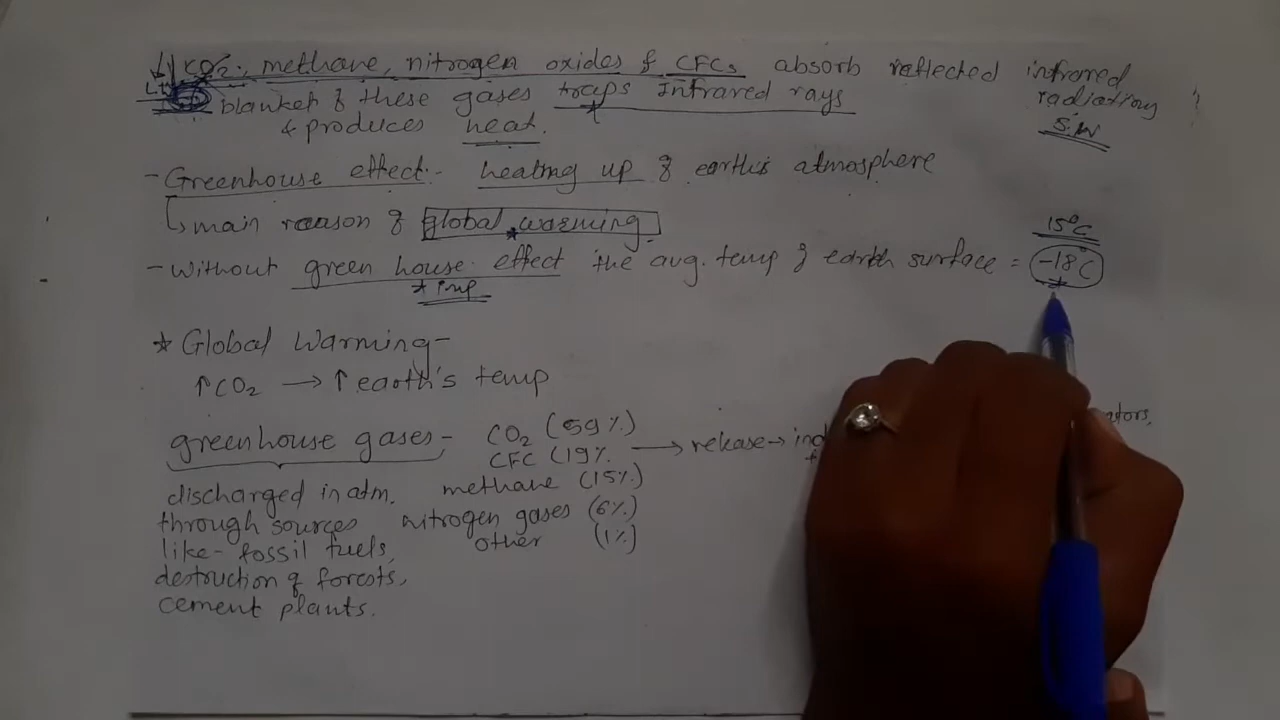 CO2, methane, nitrogen oxides & CFCs absorb reflected infrared radiation
blanket of these gases traps Infrared rays
& produces heat.
S.W
- Greenhouse effect - heating up of earth's atmosphere
main reason of global warming
15°C
- Without green house effect the avg. temp of earth surface = -18°C
* Imp
* Global Warming -
↑CO2 → ↑ earth's temp
greenhouse gases - CO2 (59%)
CFC (19%. → release →
discharged in atm. methane (15%)
through sources nitrogen gases (6%)
like - fossil fuels, other (1%)
destruction of forests,
cement plants.